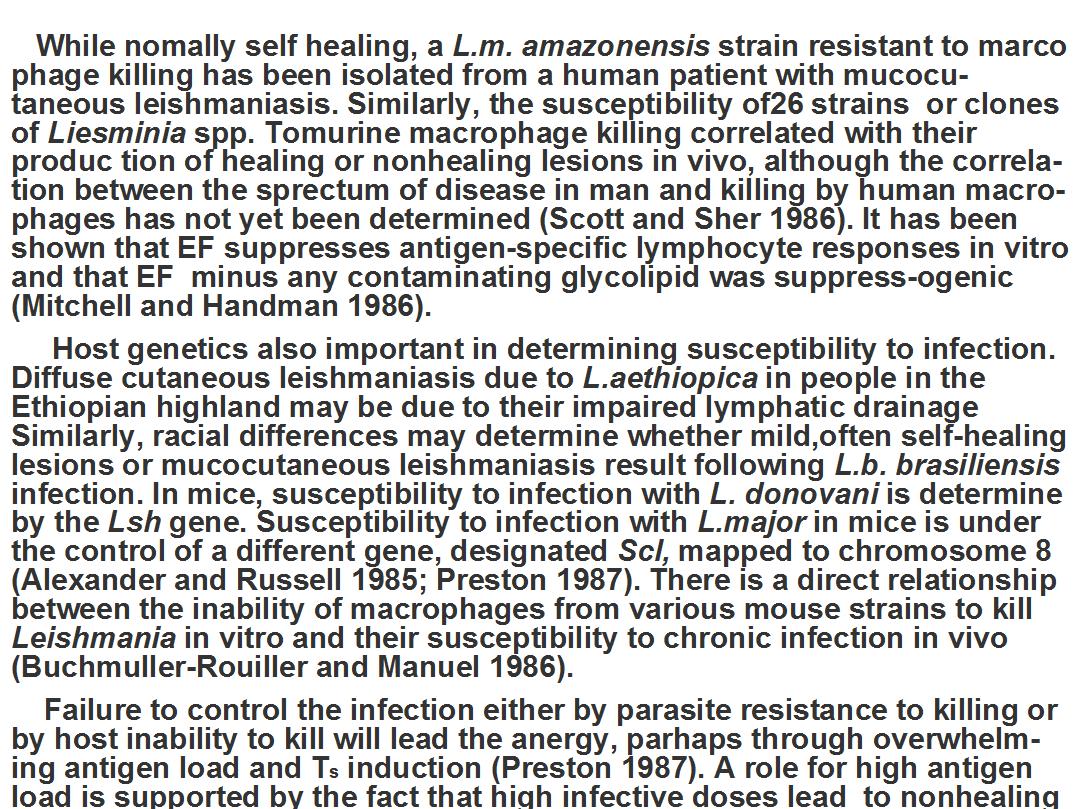 While nomally self healing, a L.m. amazonensis strain resistant to marco
phage killing has been isolated from a human patient with mucocu-
taneous leishmaniasis. Similarly, the susceptibility of26 strains  or clones
of Liesminia spp. Tomurine macrophage killing correlated with their
produc tion of healing or nonhealing lesions in vivo, although the correla-
tion between the sprectum of disease in man and killing by human macro-
phages has not yet been determined (Scott and Sher 1986). It has been
shown that EF suppresses antigen-specific lymphocyte responses in vitro
and that EF  minus any contaminating glycolipid was suppress-ogenic
(Mitchell and Handman 1986).
Host genetics also important in determining susceptibility to infection.
Diffuse cutaneous leishmaniasis due to L.aethiopica in people in the
Ethiopian highland may be due to their impaired lymphatic drainage
Similarly, racial differences may determine whether mild,often self-healing
lesions or mucocutaneous leishmaniasis result following L.b. brasiliensis
infection. In mice, susceptibility to infection with L. donovani is determine
by the Lsh gene. Susceptibility to infection with L.major in mice is under
the control of a different gene, designated Scl, mapped to chromosome 8
(Alexander and Russell 1985; Preston 1987). There is a direct relationship
between the inability of macrophages from various mouse strains to kill
Leishmania in vitro and their susceptibility to chronic infection in vivo
(Buchmuller-Rouiller and Manuel 1986).
Failure to control the infection either by parasite resistance to killing or
by host inability to kill will lead the anergy, parhaps through overwhelm-
ing antigen load and Ts induction (Preston 1987). A role for high antigen
load is supported by the fact that high infective doses lead  to nonhealing